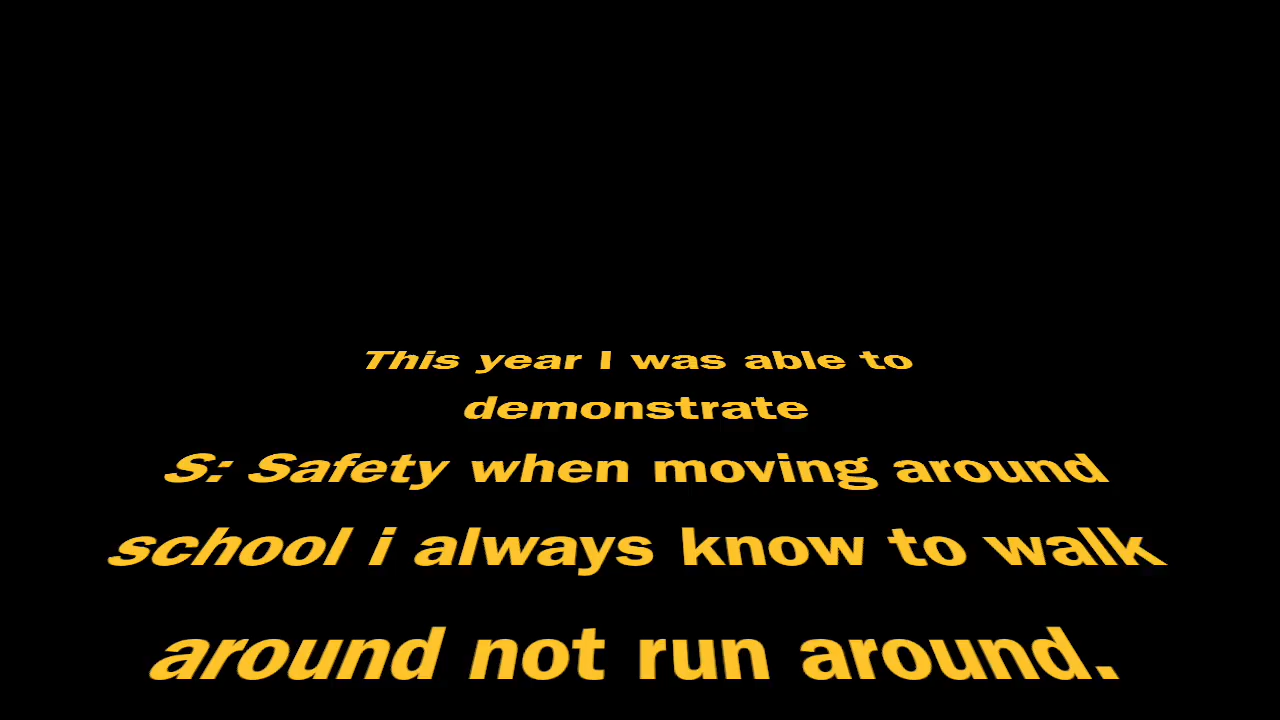 This year I was able to
demonstrate
S: Safety when moving around
school i always know to walk
around not run around.